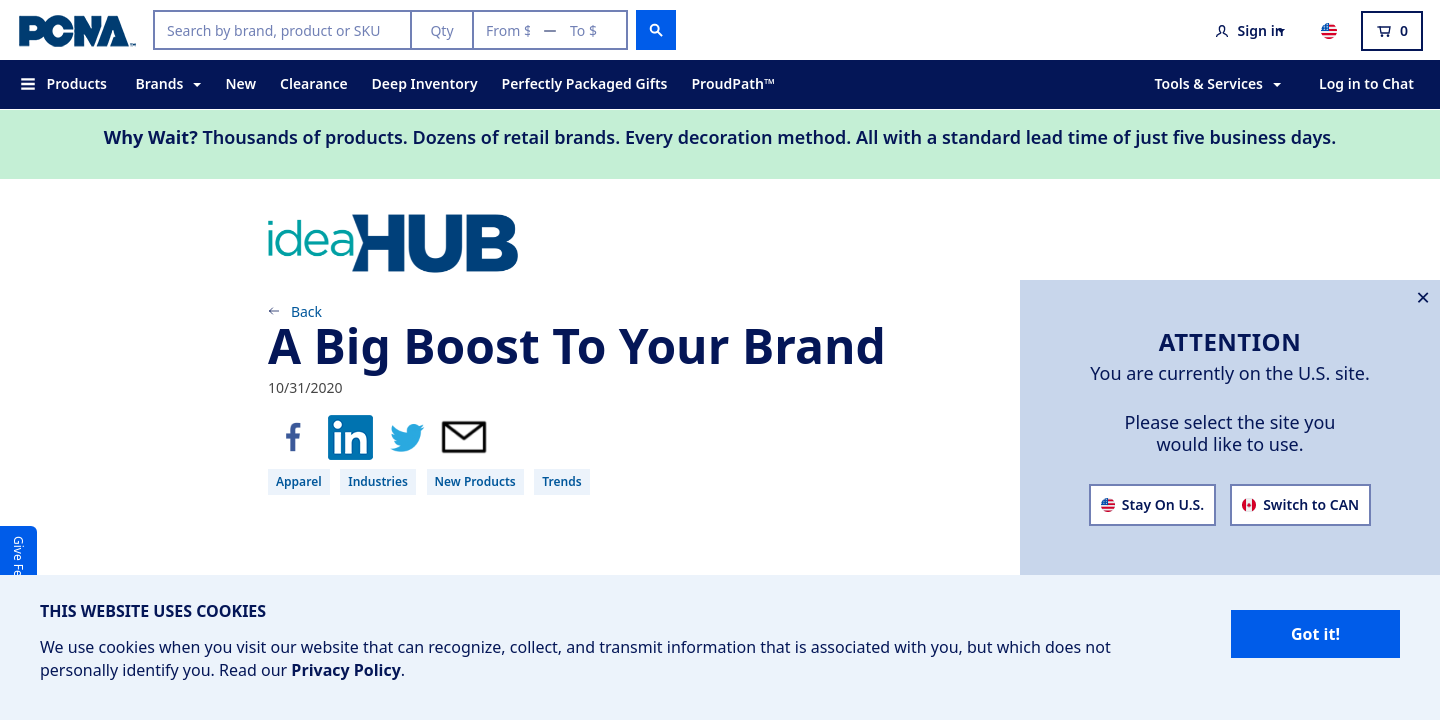 PCNA™
Search by brand, product or SKU
Qty
From $ — To $
Sign in
0
Products
Brands
New
Clearance
Deep Inventory
Perfectly Packaged Gifts
ProudPath™
Tools & Services
Log in to Chat
Why Wait? Thousands of products. Dozens of retail brands. Every decoration method. All with a standard lead time of just five business days.
ideaHUB
← Back
A Big Boost To Your Brand
10/31/2020
Apparel
Industries
New Products
Trends
ATTENTION
You are currently on the U.S. site.
Please select the site you
would like to use.
Stay On U.S.
Switch to CAN
Give
THIS WEBSITE USES COOKIES
We use cookies when you visit our website that can recognize, collect, and transmit information that is associated with you, but which does not
personally identify you. Read our Privacy Policy.
Got it!